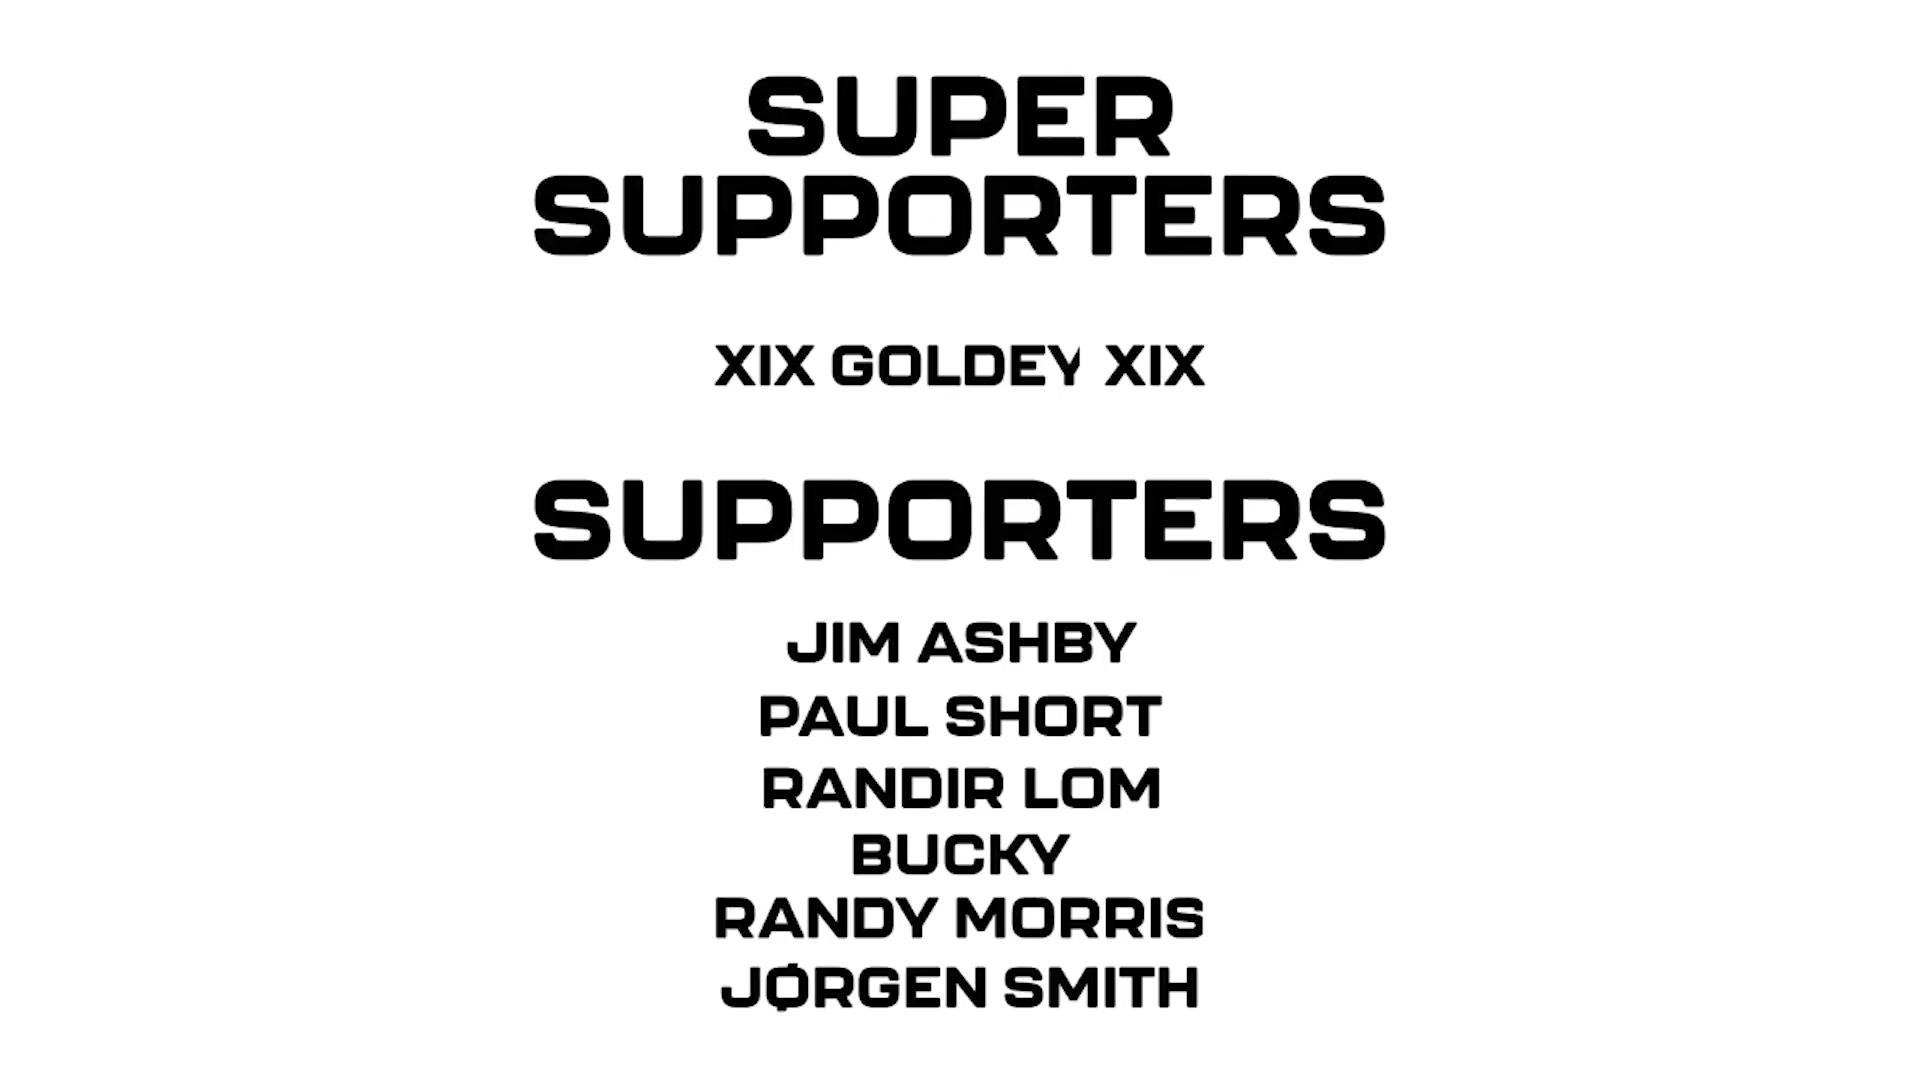 SUPER
SUPPORTERS
XIX GOLDEY XIX
SUPPORTERS
JIM ASHBY
PAUL SHORT
RANDIR LOM
BUCKY
RANDY MORRIS
JØRGEN SMITH